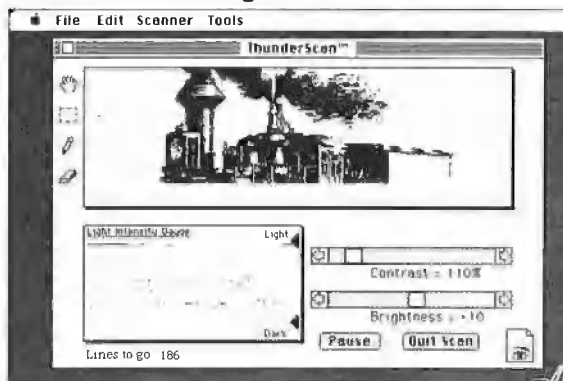 File Edit Scanner Tools
ThunderScan™
Light Intensity Gauge
Light
Contrast = 110%
Brightness = +10
Dark
Pause
Quit Scan
Lines to go 186